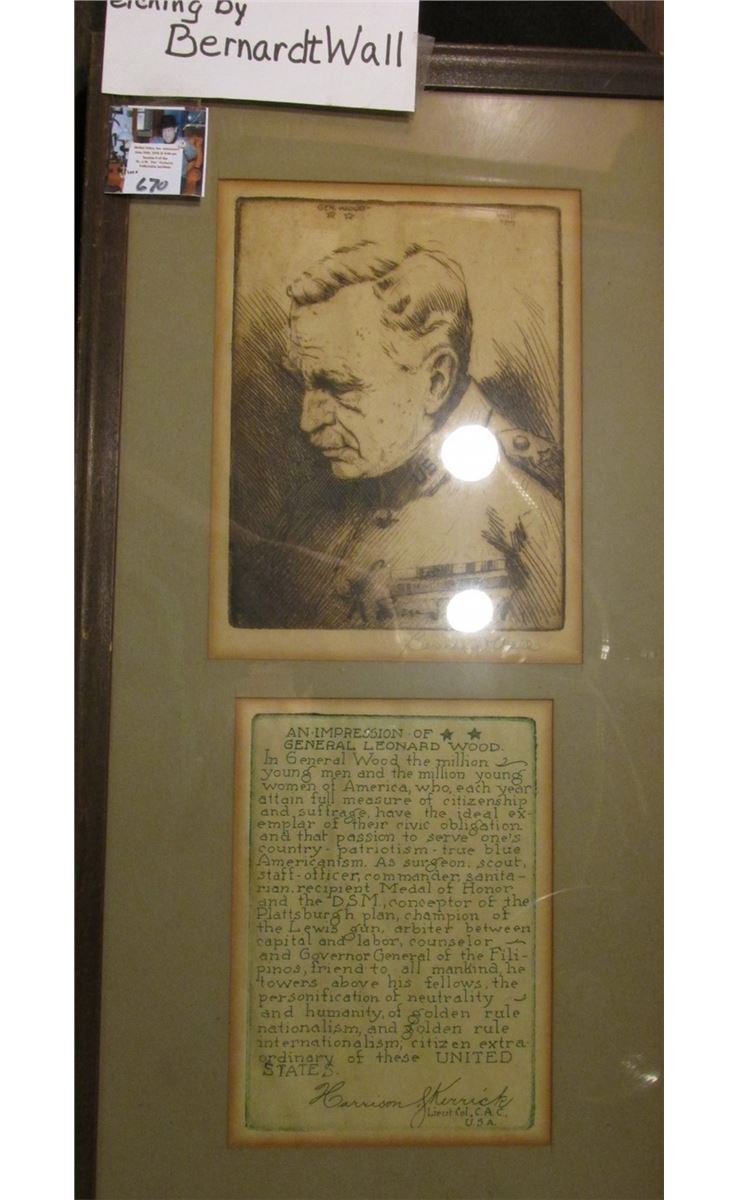 etching by
Bernardt Wall
Lot #
670
GEN. WOOD
AN·IMPRESSION·OF ★ ★
GENERAL LEONARD WOOD.
In General Wood the million
young men and the million young
women of America, who, each year
attain full measure of citizenship
and suffrage, have the ideal ex-
emplar of their civic obligation
and that passion to serve one's
country-patriotism-true blue
Americanism. As surgeon, scout,
staff-officer, commander, sanita-
rian, recipient Medal of Honor
and the D.S.M., conceptor of the
Plattsburgh plan, champion of
the Lewis gun, arbiter between
capital and labor, counselor
and Governor General of the Fili-
pinos, friend to all mankind, he
towers above his fellows, the
personification of neutrality
and humanity, of golden rule
nationalism, and golden rule
internationalism; citizen extra-
ordinary of these UNITED
STATES.
Harrison S Kerrick
Lieut Col., C.A.C.,
U.S.A.